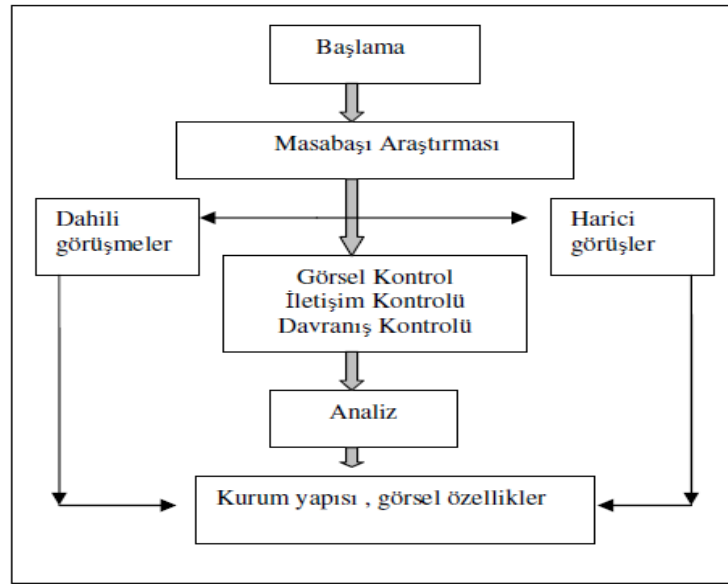 Başlama
Masabaşı Araştırması
Dahili
görüşmeler
Harici
görüşler
Görsel Kontrol
İletişim Kontrolü
Davranış Kontrolü
Analiz
Kurum yapısı , görsel özellikler